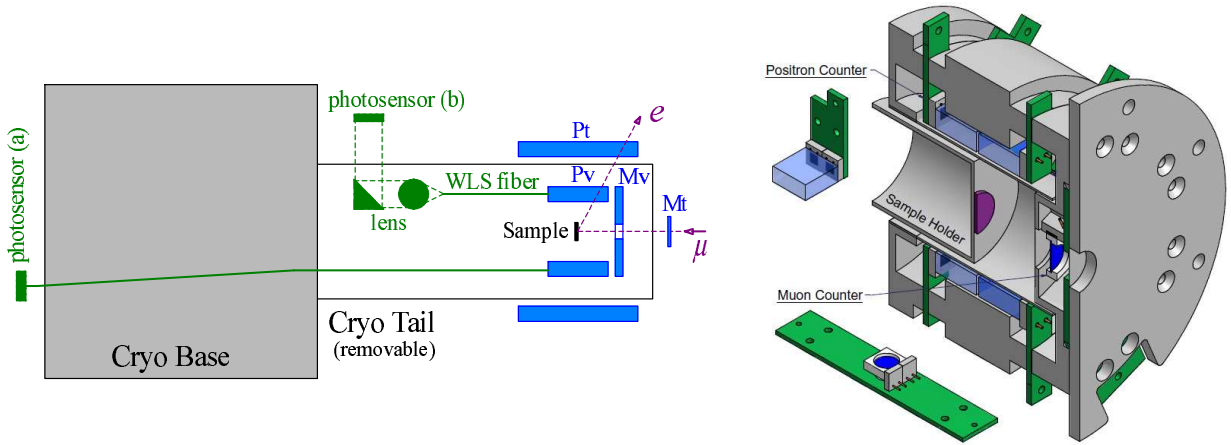 photosensor (a)
photosensor (b)
lens
WLS fiber
Pt
Pv
Mv
Mt
e
μ
Sample
Cryo Base
Cryo Tail
(removable)
Positron Counter
Sample Holder
Muon Counter